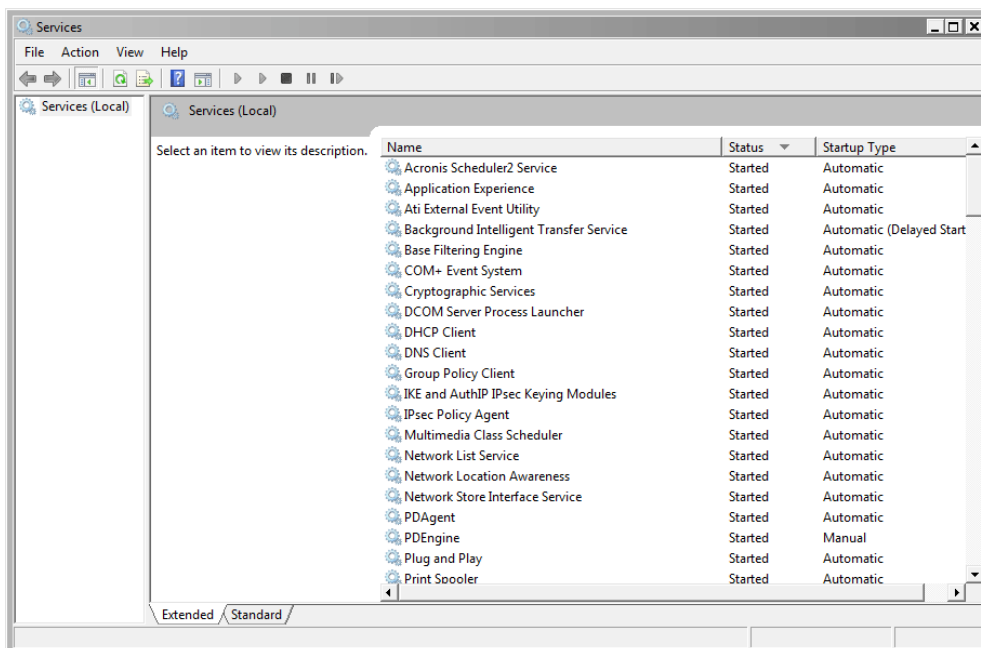 Services
File Action View Help
Services (Local)
Services (Local)
Select an item to view its description.
Name Status Startup Type
Acronis Scheduler2 Service Started Automatic
Application Experience Started Automatic
Ati External Event Utility Started Automatic
Background Intelligent Transfer Service Started Automatic (Delayed Start
Base Filtering Engine Started Automatic
COM+ Event System Started Automatic
Cryptographic Services Started Automatic
DCOM Server Process Launcher Started Automatic
DHCP Client Started Automatic
DNS Client Started Automatic
Group Policy Client Started Automatic
IKE and AuthIP IPsec Keying Modules Started Automatic
IPsec Policy Agent Started Automatic
Multimedia Class Scheduler Started Automatic
Network List Service Started Automatic
Network Location Awareness Started Automatic
Network Store Interface Service Started Automatic
PDAgent Started Automatic
PDEngine Started Manual
Plug and Play Started Automatic
Print Spooler Started Automatic
Extended Standard